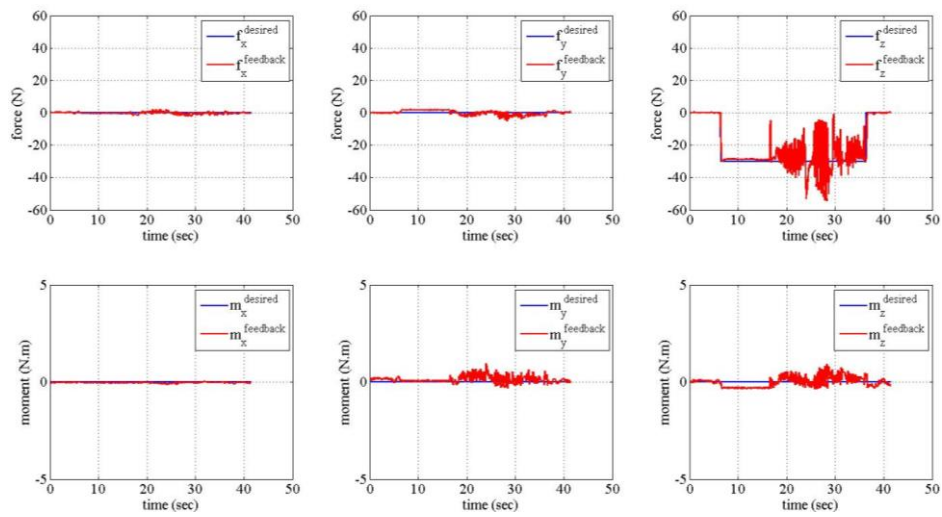 60
40
20
0
-20
-40
-60
0 10 20 30 40 50
force (N)
time (sec)
f_x^desired
f_x^feedback
60
40
20
0
-20
-40
-60
0 10 20 30 40 50
force (N)
time (sec)
f_y^desired
f_y^feedback
60
40
20
0
-20
-40
-60
0 10 20 30 40 50
force (N)
time (sec)
f_z^desired
f_z^feedback
5
0
-5
0 10 20 30 40 50
moment (N.m)
time (sec)
m_x^desired
m_x^feedback
5
0
-5
0 10 20 30 40 50
moment (N.m)
time (sec)
m_y^desired
m_y^feedback
5
0
-5
0 10 20 30 40 50
moment (N.m)
time (sec)
m_z^desired
m_z^feedback